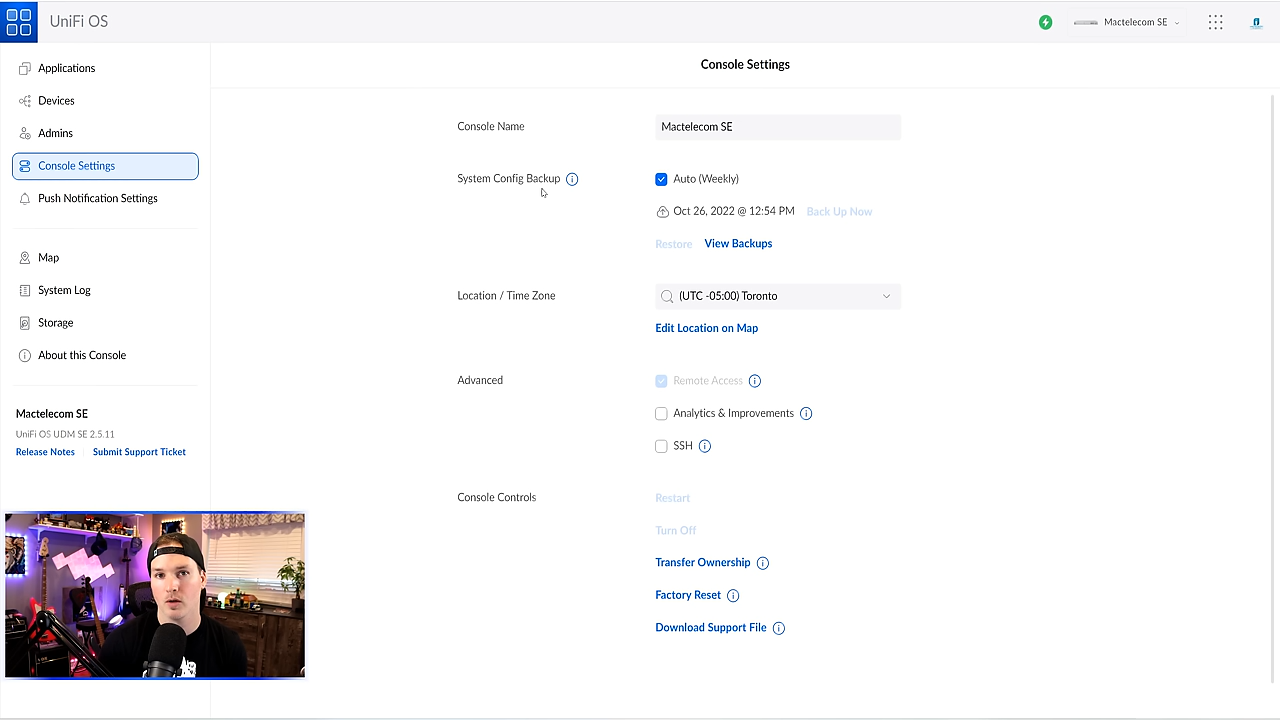 UniFi OS
Mactelecom SE
Applications
Devices
Admins
Console Settings
Push Notification Settings
Map
System Log
Storage
About this Console
Mactelecom SE
UniFi OS UDM SE 2.5.11
Release Notes
Submit Support Ticket
Console Settings
Console Name
Mactelecom SE
System Config Backup
Auto (Weekly)
Oct 26, 2022 @ 12:54 PM Back Up Now
Restore View Backups
Location / Time Zone
(UTC -05:00) Toronto
Edit Location on Map
Advanced
Remote Access
Analytics & Improvements
SSH
Console Controls
Restart
Turn Off
Transfer Ownership
Factory Reset
Download Support File